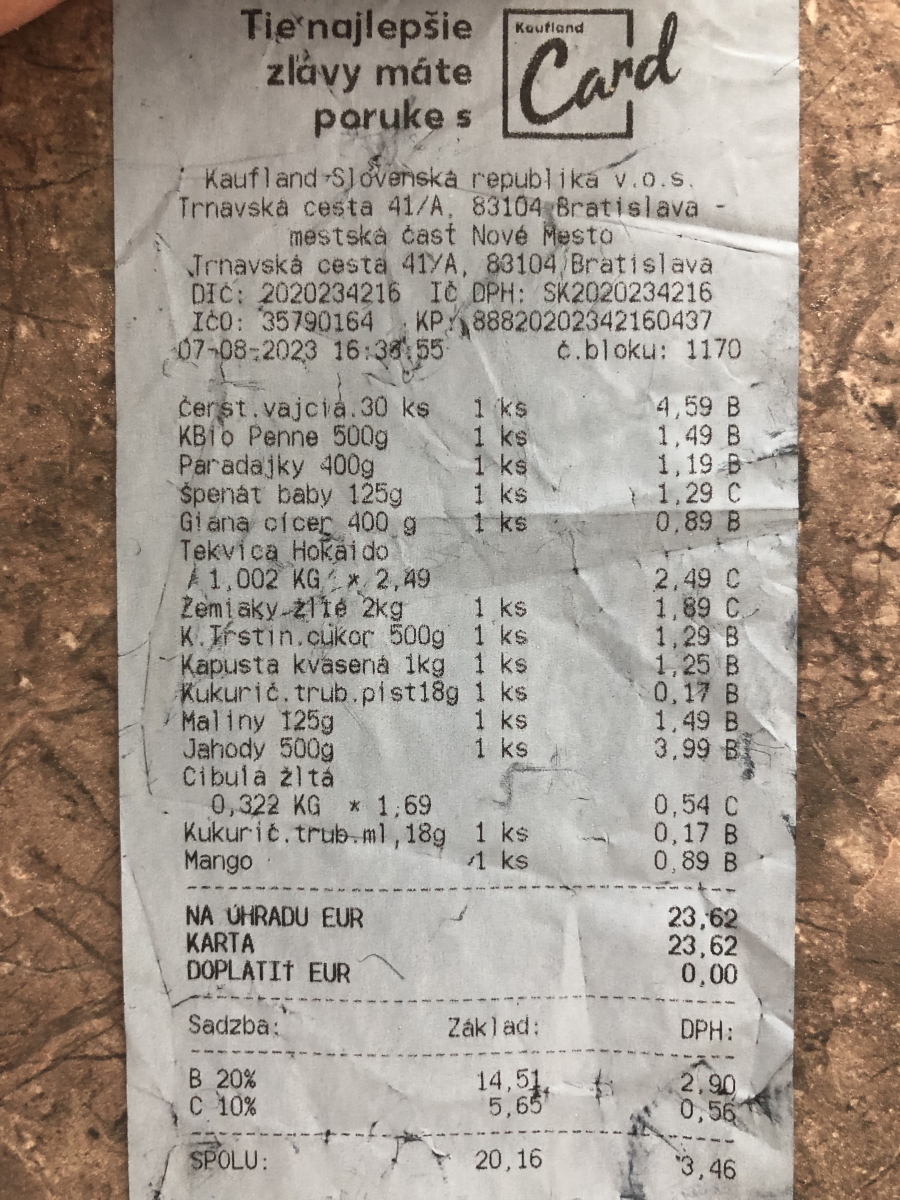 Tie najlepšie
zľavy máte
poruke s
Kaufland
Card
Kaufland Slovenská republika v.o.s.
Trnavská cesta 41/A, 83104 Bratislava -
mestská časť Nové Mesto
Trnavská cesta 41/A, 83104 Bratislava
DIČ: 2020234216 IČ DPH: SK2020234216
IČO: 35790164 KP: 88820202342160437
07-08-2023 č.bloku: 1170
Čerst.vajcia.30 ks 1 ks 4,59 B
KBio Penne 500g 1 ks 1,49 B
Paradajky 400g 1 ks 1,19 B
Špenát baby 125g 1 ks 1,29 C
Giana cícer 400 g 1 ks 0,89 B
Tekvica Hokaido
1,002 KG * 2,49 2,49 C
Zemiaky žlté 2kg 1 ks 1,89 C
K.Trstin.cukor 500g 1 ks 1,29 B
Kapusta kvasená 1kg 1 ks 1,25 B
Kukurič.trub.pist18g 1 ks 0,17 B
Maliny 125g 1 ks 1,49 B
Jahody 500g 1 ks 3,99 B
Cibuľa žltá
0,322 KG * 1,69 0,54 C
Kukurič.trub.ml,18g 1 ks 0,17 B
Mango 1 ks 0,89 B
NA ÚHRADU EUR 23,62
KARTA 23,62
DOPLATIŤ EUR 0,00
Sadzba: Základ: DPH:
B 20% 14,51 2,90
C 10% 5,65 0,56
SPOLU: 20,16 3,46